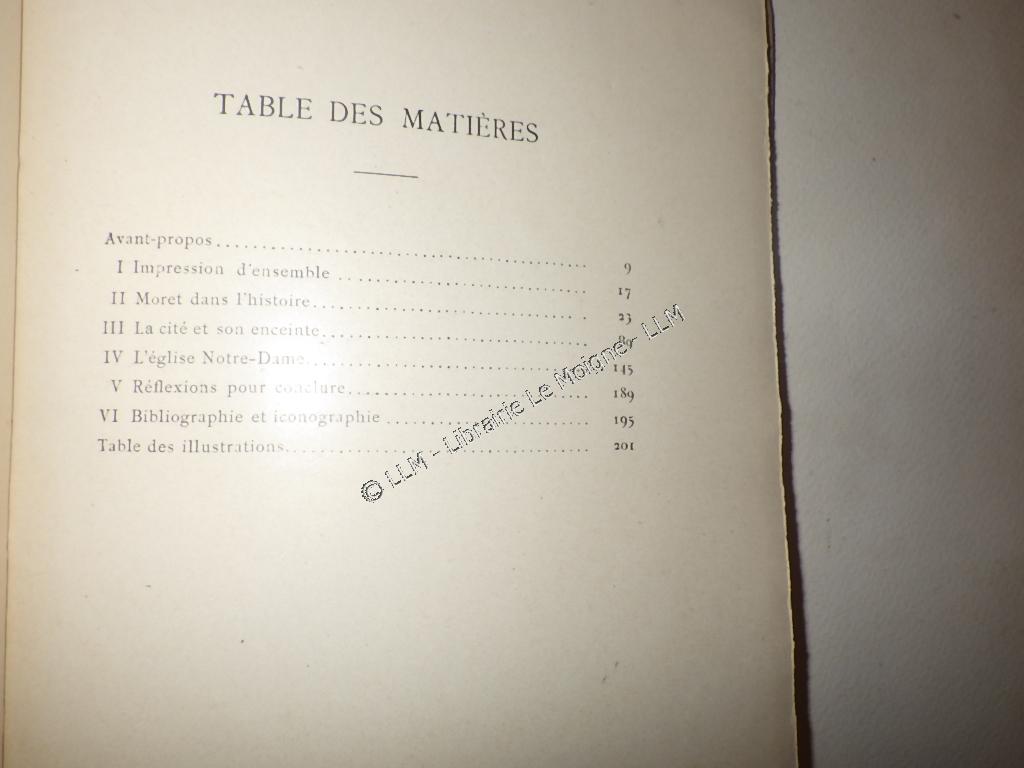 TABLE DES MATIÈRES
Avant-propos 9
I Impression d'ensemble 17
II Moret dans l'histoire 23
III La cité et son enceinte 89
IV L'église Notre-Dame 145
V Réflexions pour conclure 189
VI Bibliographie et iconographie 195
Table des illustrations 201
© LLM - Librairie Le Moigne - LLM